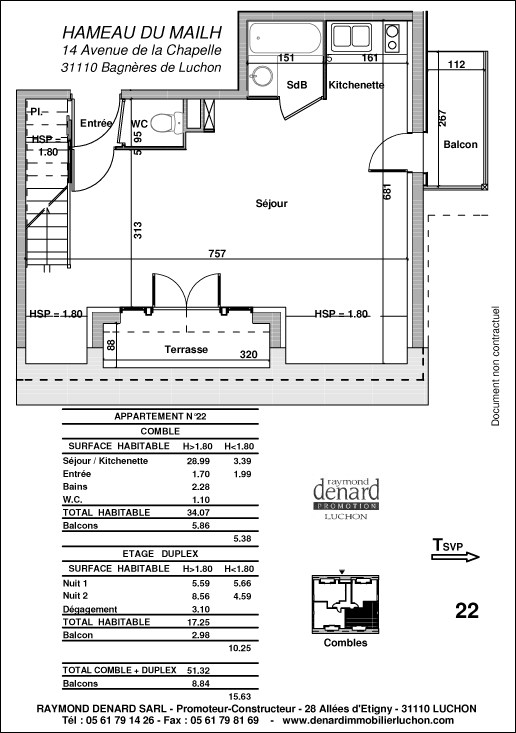 HAMEAU DU MAILH
14 Avenue de la Chapelle
31110 Bagnères de Luchon
151
5
161
112
SdB
Kitchenette
Pl.
Entrée
WC
HSP = 1.80
95
5
267
Balcon
681
Séjour
313
757
HSP = 1.80
HSP = 1.80
88
Terrasse
320
Document non contractuel
APPARTEMENT N°22
COMBLE
SURFACE HABITABLE H>1.80 H<1.80
Séjour / Kitchenette 28.99 3.39
Entrée 1.70 1.99
Bains 2.28
W.C. 1.10
TOTAL HABITABLE 34.07
Balcons 5.86
5.38
ETAGE DUPLEX
SURFACE HABITABLE H>1.80 H<1.80
Nuit 1 5.59 5.66
Nuit 2 8.56 4.59
Dégagement 3.10
TOTAL HABITABLE 17.25
Balcon 2.98
10.25
TOTAL COMBLE + DUPLEX 51.32
Balcons 8.84
15.63
raymond
denard
PROMOTION
LUCHON
TSVP
22
Combles
RAYMOND DENARD SARL - Promoteur-Constructeur - 28 Allées d'Etigny - 31110 LUCHON
Tél : 05 61 79 14 26 - Fax : 05 61 79 81 69 - www.denardimmobilierluchon.com